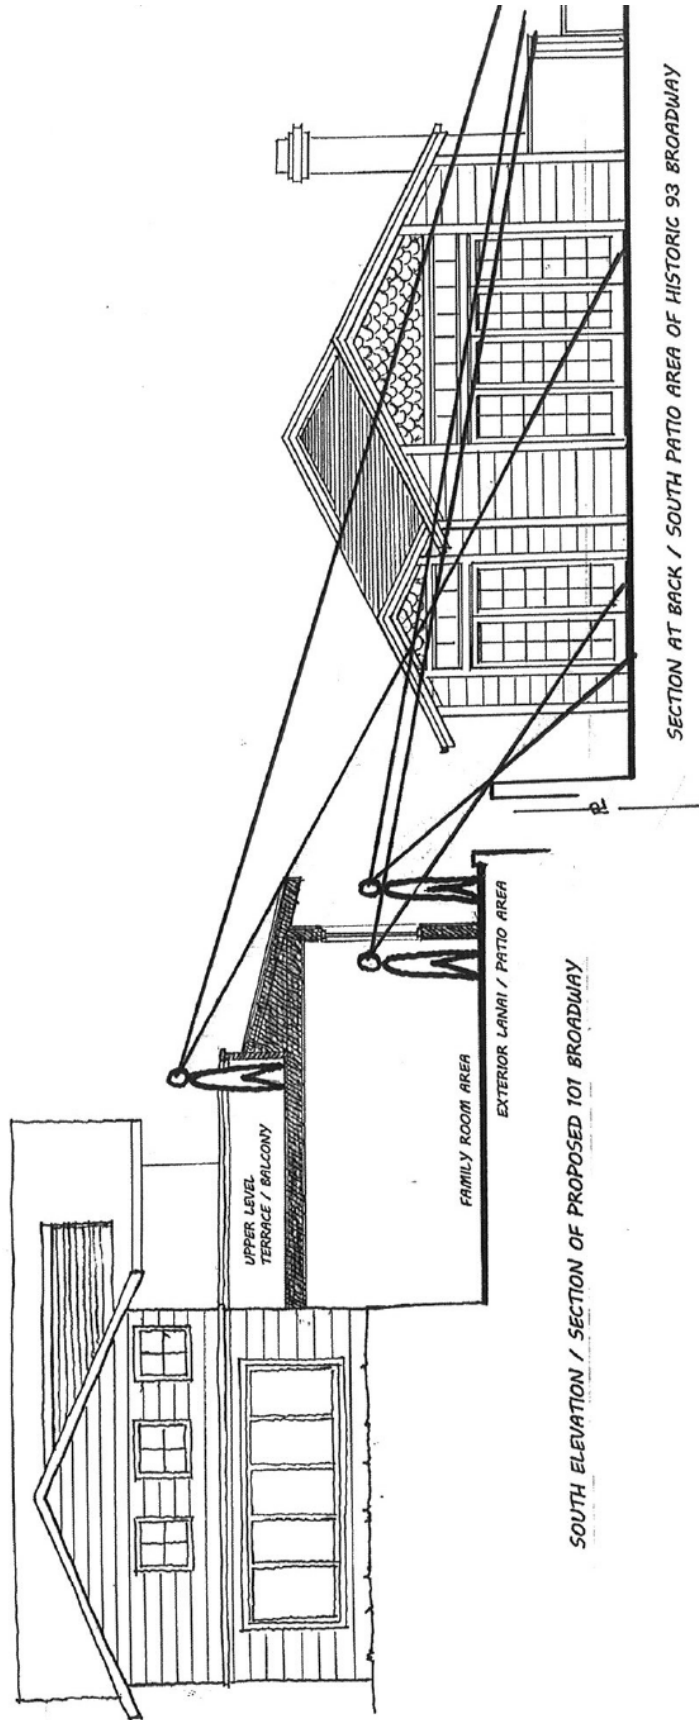 UPPER LEVEL
TERRACE / BALCONY
FAMILY ROOM AREA
EXTERIOR LANAI / PATIO AREA
SOUTH ELEVATION / SECTION OF PROPOSED 101 BROADWAY
PL
SECTION AT BACK / SOUTH PATIO AREA OF HISTORIC 93 BROADWAY